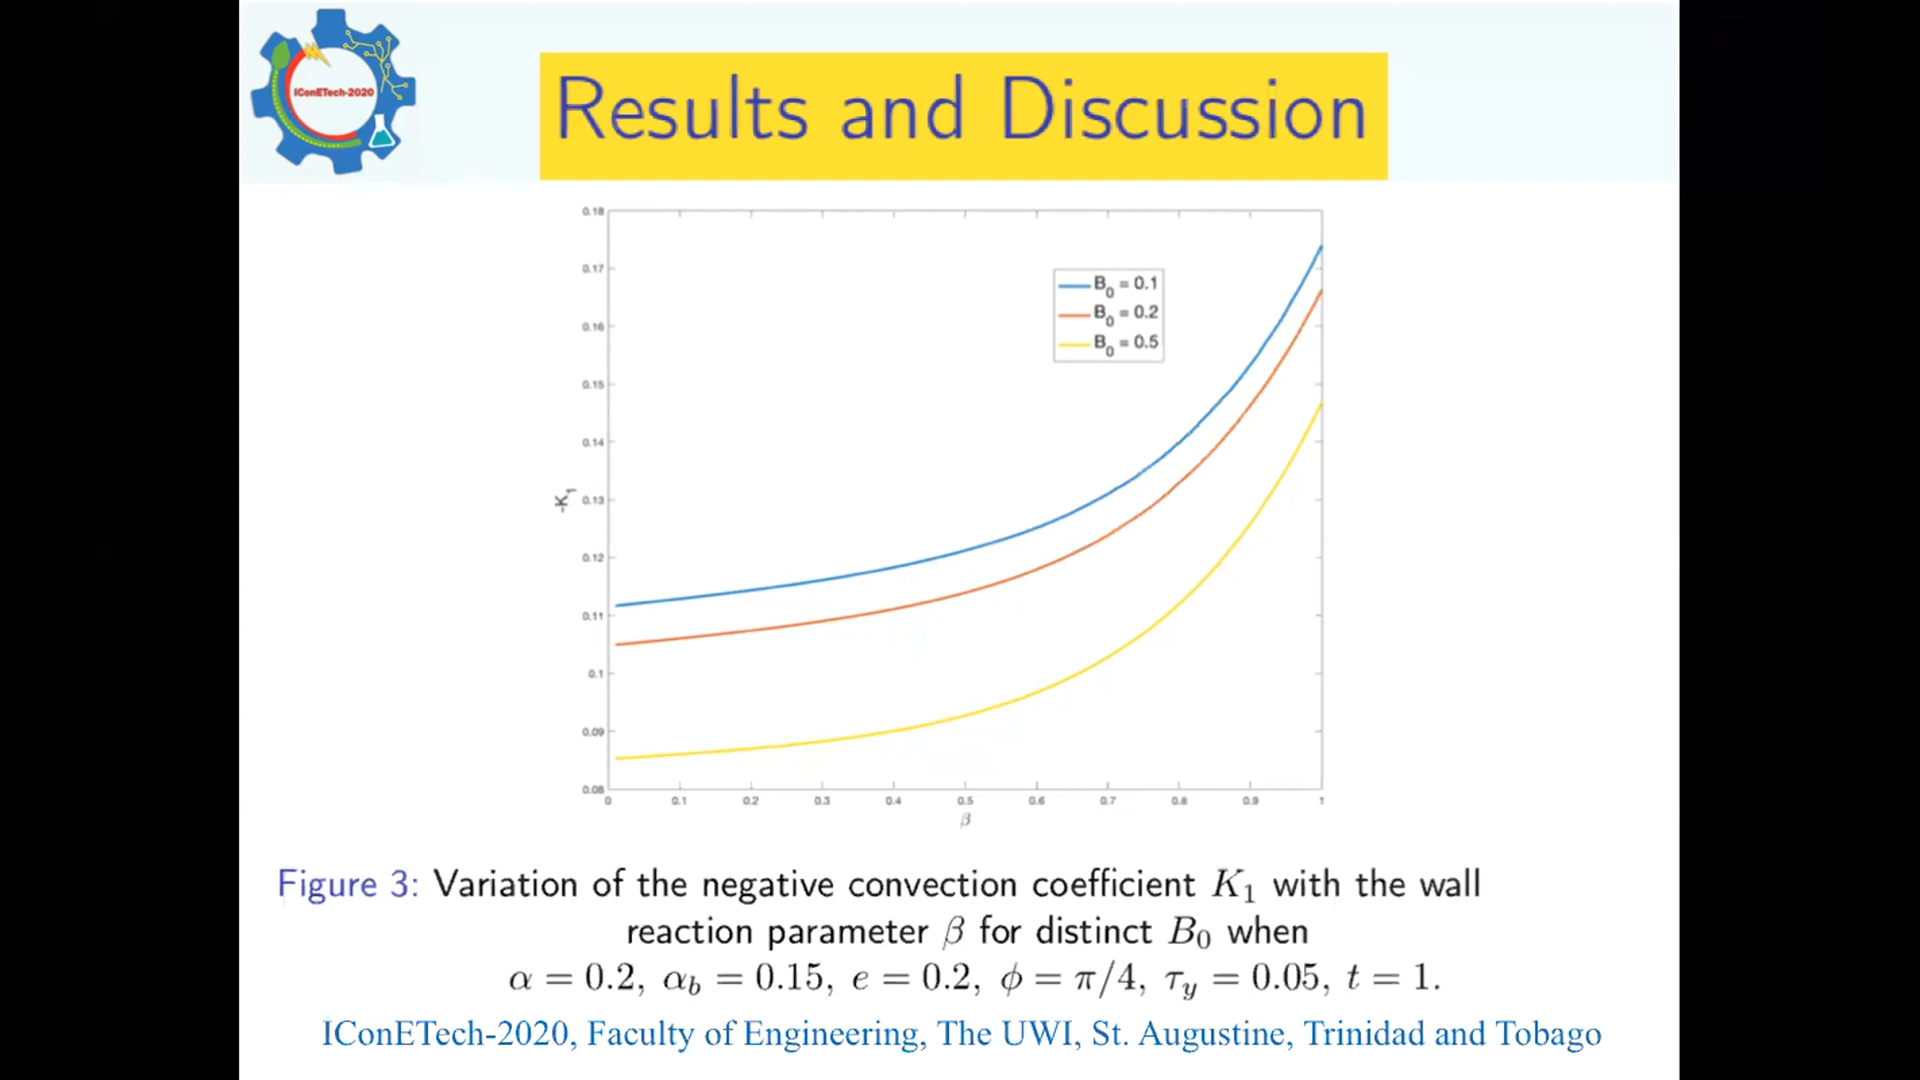 IConETech-2020
Results and Discussion
0.18
0.17
0.16
0.15
0.14
0.13
0.12
0.11
0.1
0.09
0.08
-K₁
B₀ = 0.1
B₀ = 0.2
B₀ = 0.5
0 0.1 0.2 0.3 0.4 0.5 0.6 0.7 0.8 0.9 1
β
Figure 3: Variation of the negative convection coefficient K₁ with the wall
reaction parameter β for distinct B₀ when
α = 0.2, α_b = 0.15, e = 0.2, ϕ = π/4, τ_y = 0.05, t = 1.
IConETech-2020, Faculty of Engineering, The UWI, St. Augustine, Trinidad and Tobago